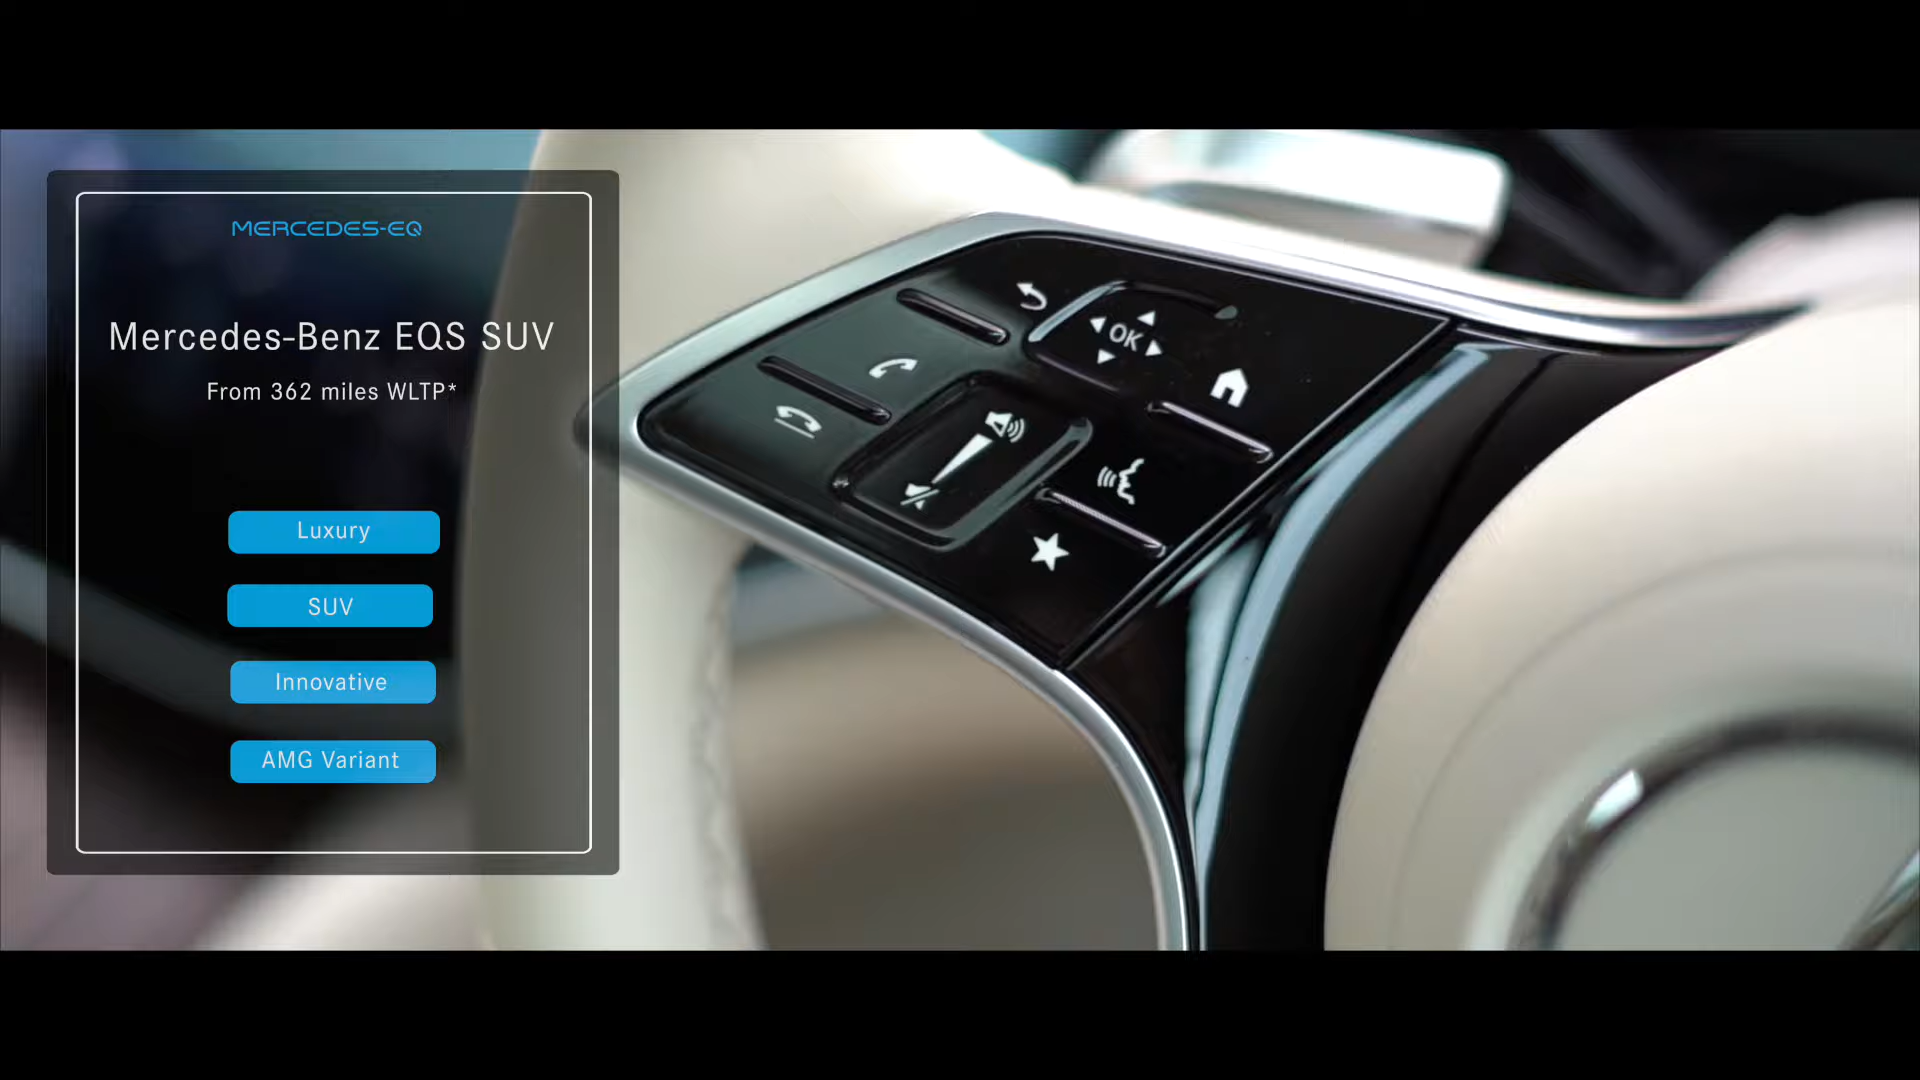 MERCEDES-EQ
Mercedes-Benz EQS SUV
From 362 miles WLTP*
Luxury
SUV
Innovative
AMG Variant
OK